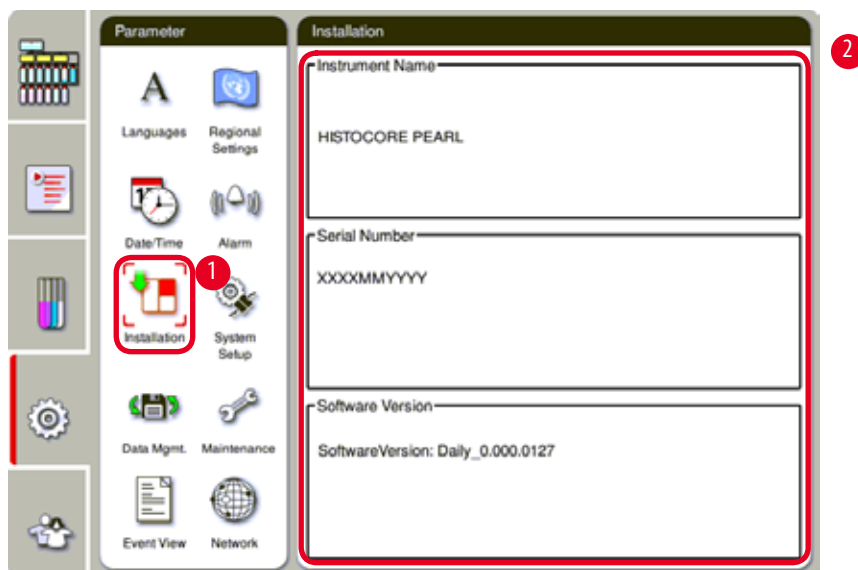 Parameter
Languages
Regional
Settings
Date/Time
Alarm
Installation
System
Setup
Data Mgmt.
Maintenance
Event View
Network
Installation
Instrument Name
HISTOCORE PEARL
Serial Number
XXXXMMYYYY
Software Version
SoftwareVersion: Daily_0.000.0127
1
2